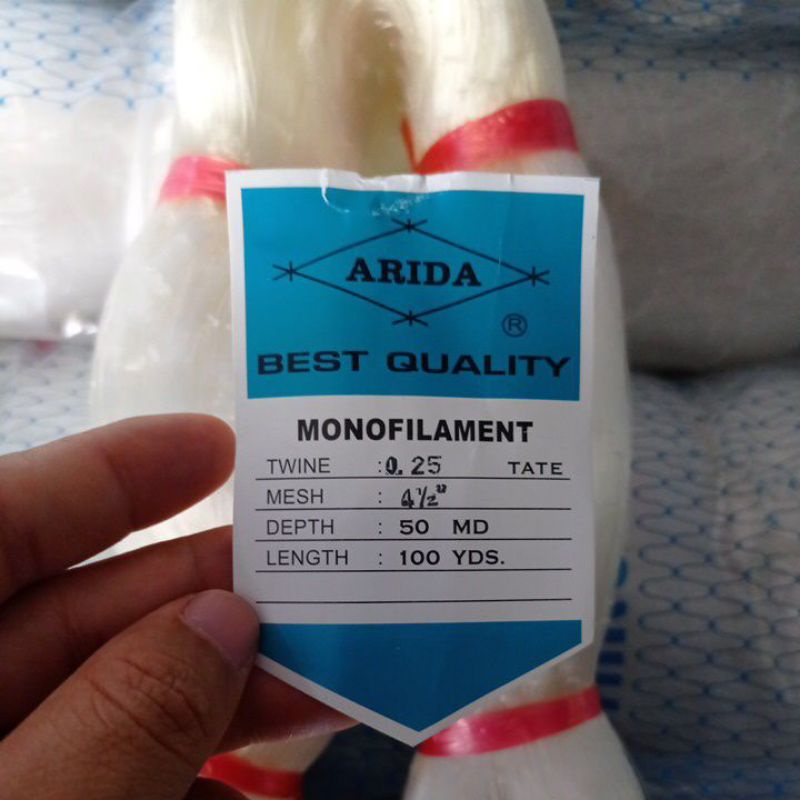 ARIDA
®
BEST QUALITY
MONOFILAMENT
TWINE : 0.25 TATE
MESH : 4½"
DEPTH : 50 MD
LENGTH : 100 YDS.